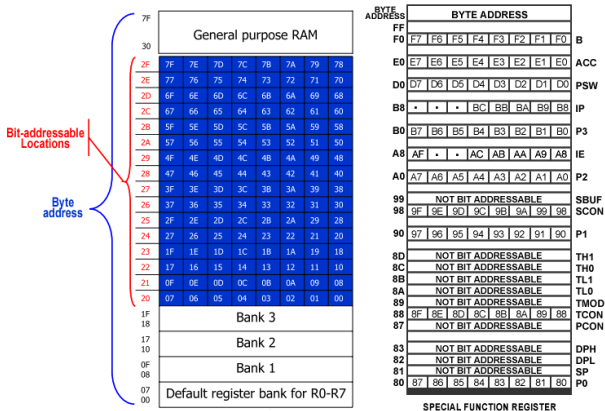 7F
General purpose RAM
30
2F 7F 7E 7D 7C 7B 7A 79 78
2E 77 76 75 74 73 72 71 70
2D 6F 6E 6D 6C 6B 6A 69 68
2C 67 66 65 64 63 62 61 60
2B 5F 5E 5D 5C 5B 5A 59 58
2A 57 56 55 54 53 52 51 50
29 4F 4E 4D 4C 4B 4A 49 48
28 47 46 45 44 43 42 41 40
27 3F 3E 3D 3C 3B 3A 39 38
26 37 36 35 34 33 32 31 30
25 2F 2E 2D 2C 2B 2A 29 28
24 27 26 25 24 23 22 21 20
23 1F 1E 1D 1C 1B 1A 19 18
22 17 16 15 14 13 12 11 10
21 0F 0E 0D 0C 0B 0A 09 08
20 07 06 05 04 03 02 01 00
1F
Bank 3
18
17
Bank 2
10
0F
Bank 1
08
07
Default register bank for R0-R7
00
Bit-addressable
Locations
Byte
address
BYTE
ADDRESS
BYTE ADDRESS
FF
F0 F7 F6 F5 F4 F3 F2 F1 F0 B
E0 E7 E6 E5 E4 E3 E2 E1 E0 ACC
D0 D7 D6 D5 D4 D3 D2 D1 D0 PSW
B8 - - - BC BB BA B9 B8 IP
B0 B7 B6 B5 B4 B3 B2 B1 B0 P3
A8 AF - - AC AB AA A9 A8 IE
A0 A7 A6 A5 A4 A3 A2 A1 A0 P2
99 NOT BIT ADDRESSABLE SBUF
98 9F 9E 9D 9C 9B 9A 99 98 SCON
90 97 96 95 94 93 92 91 90 P1
8D NOT BIT ADDRESSABLE TH1
8C NOT BIT ADDRESSABLE TH0
8B NOT BIT ADDRESSABLE TL1
8A NOT BIT ADDRESSABLE TL0
89 NOT BIT ADDRESSABLE TMOD
88 8F 8E 8D 8C 8B 8A 89 88 TCON
87 NOT BIT ADDRESSABLE PCON
83 NOT BIT ADDRESSABLE DPH
82 NOT BIT ADDRESSABLE DPL
81 NOT BIT ADDRESSABLE SP
80 87 86 85 84 83 82 81 80 P0
SPECIAL FUNCTION REGISTER